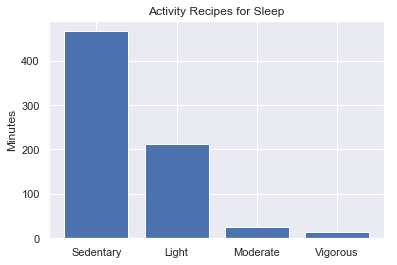 Activity Recipes for Sleep
Minutes
400
300
200
100
0
Sedentary
Light
Moderate
Vigorous